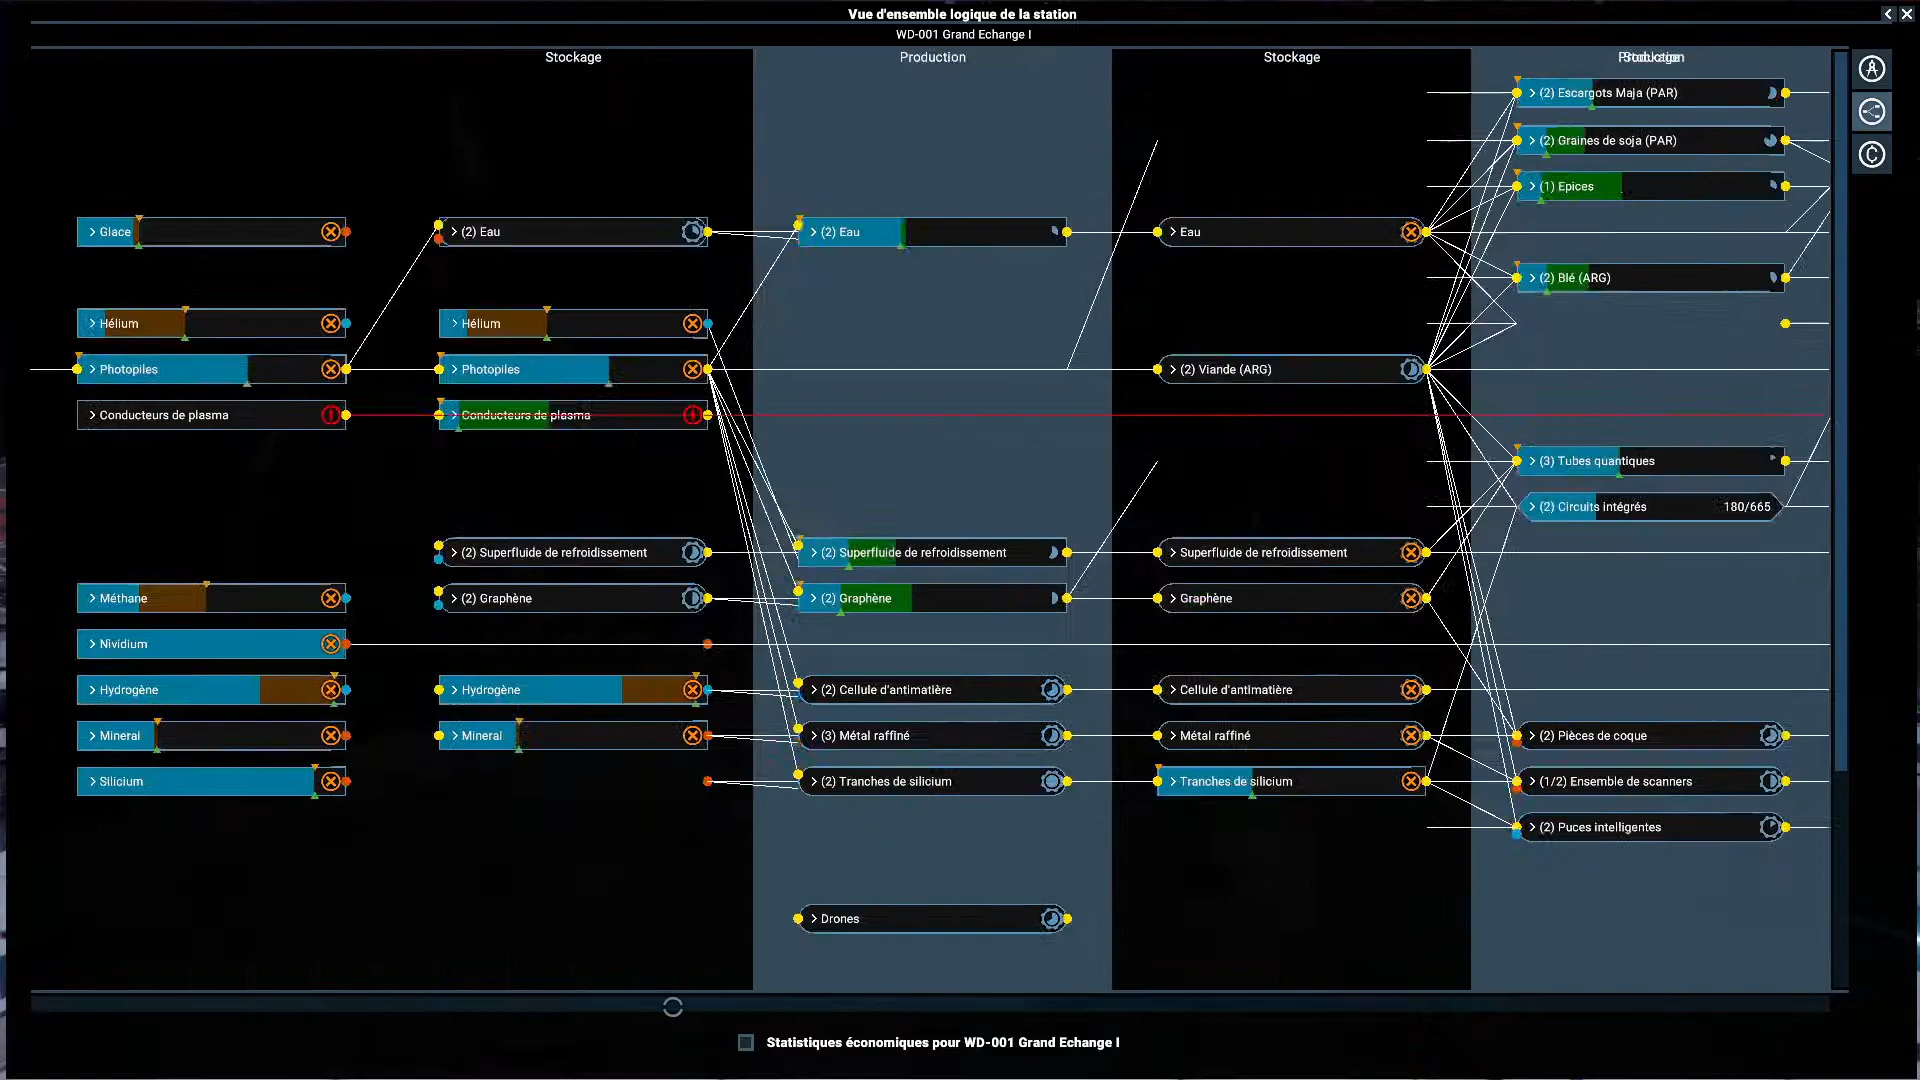 Vue d'ensemble logique de la station
WD-001 Grand Echange I
Stockage
Production
Stockage
(2) Escargots Maja (PAR)
(2) Graines de soja (PAR)
(1) Epices
Glace
(2) Eau
(2) Eau
Eau
(2) Blé (ARG)
Hélium
Hélium
Photopiles
Photopiles
(2) Viande (ARG)
Conducteurs de plasma
Conducteurs de plasma
(3) Tubes quantiques
(2) Circuits intégrés 180/665
(2) Superfluide de refroidissement
(2) Superfluide de refroidissement
Superfluide de refroidissement
Méthane
(2) Graphène
(2) Graphène
Graphène
Nividium
Hydrogène
Hydrogène
(2) Cellule d'antimatière
Cellule d'antimatière
Mineral
Mineral
(3) Métal raffiné
Métal raffiné
(2) Pièces de coque
Silicium
(2) Tranches de silicium
Tranches de silicium
(1/2) Ensemble de scanners
(2) Puces intelligentes
Drones
Statistiques économiques pour WD-001 Grand Echange I